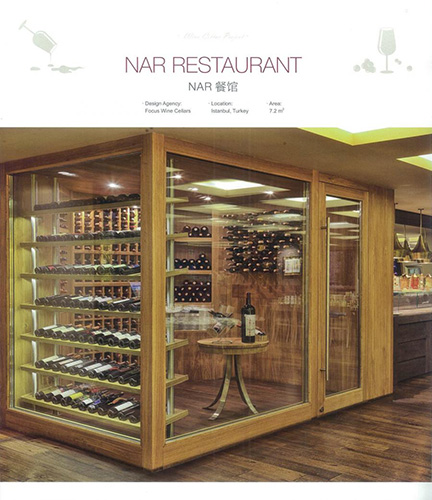 NAR RESTAURANT
NAR 餐馆
· Design Agency:
Focus Wine Cellars
· Location:
Istanbul, Turkey
· Area:
7.2 m²